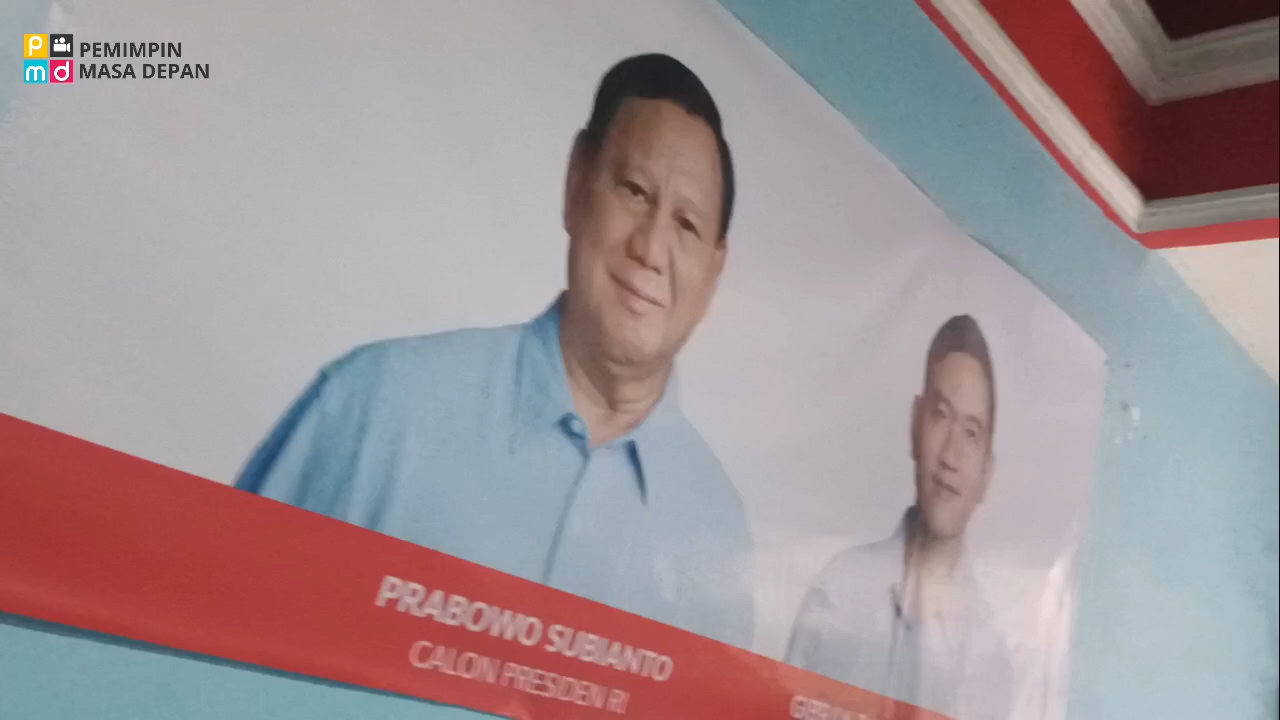 PEMIMPIN
MASA DEPAN
PRABOWO SUBIANTO
CALON PRESIDEN RI